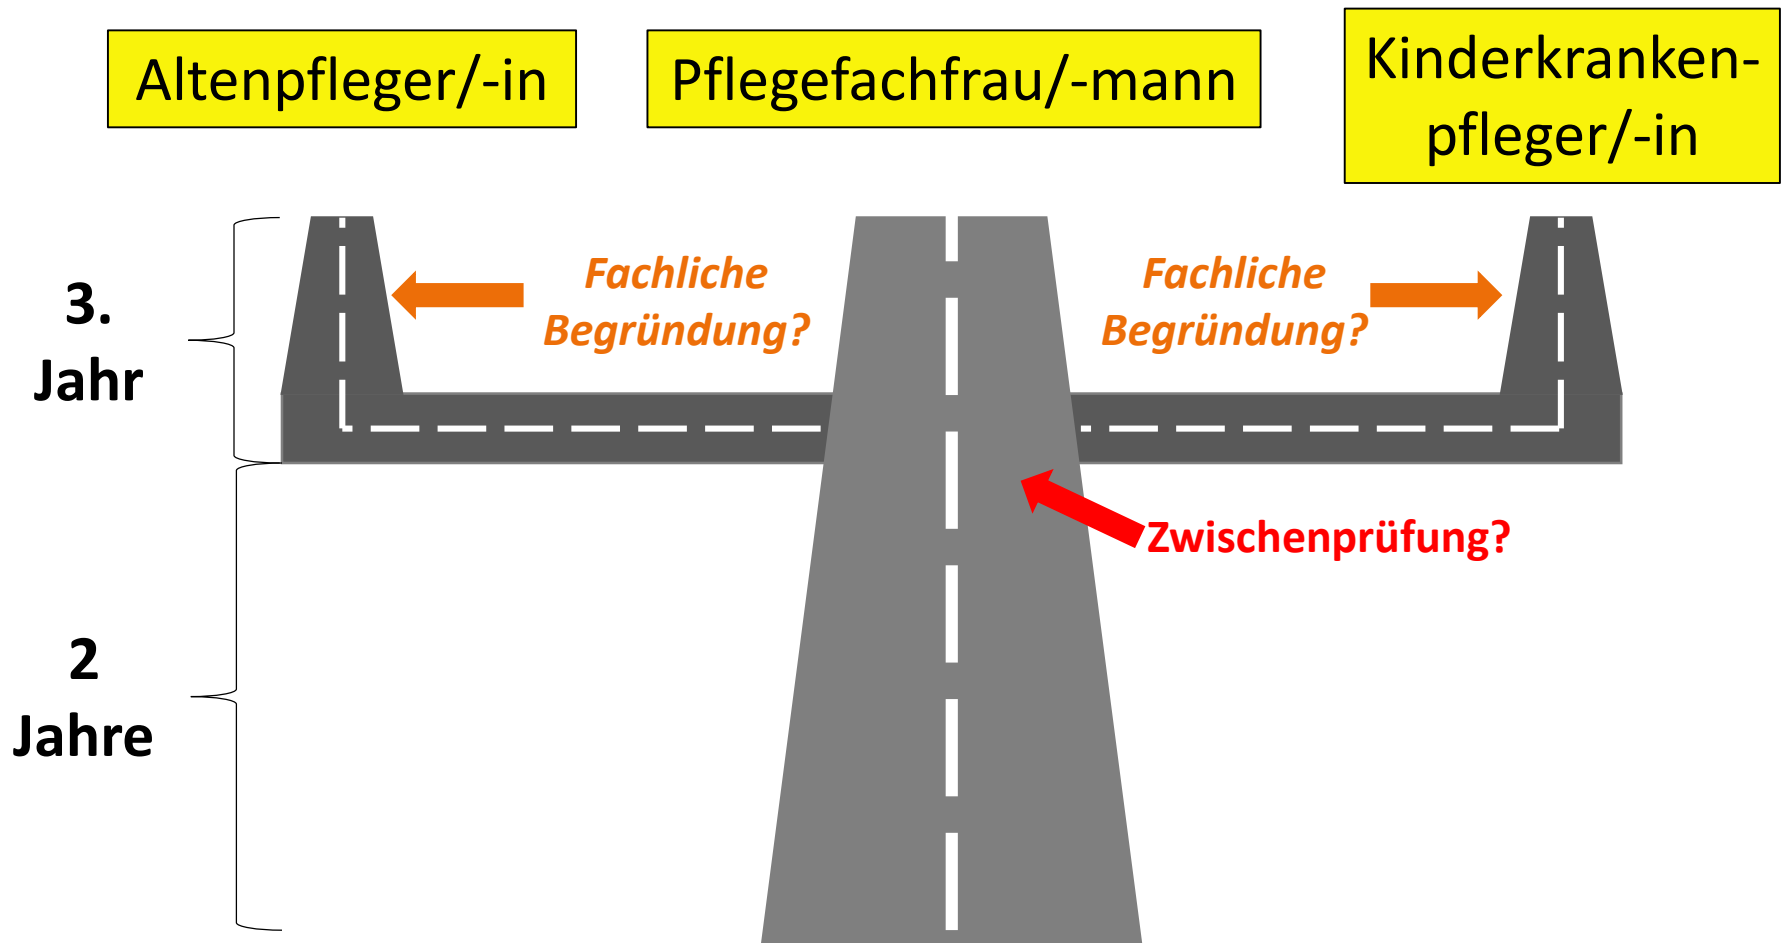 Altenpfleger/-in
Pflegefachfrau/-mann
Kinderkranken-
pfleger/-in
3.
Jahr
Fachliche
Begründung?
Fachliche
Begründung?
Zwischenprüfung?
2
Jahre